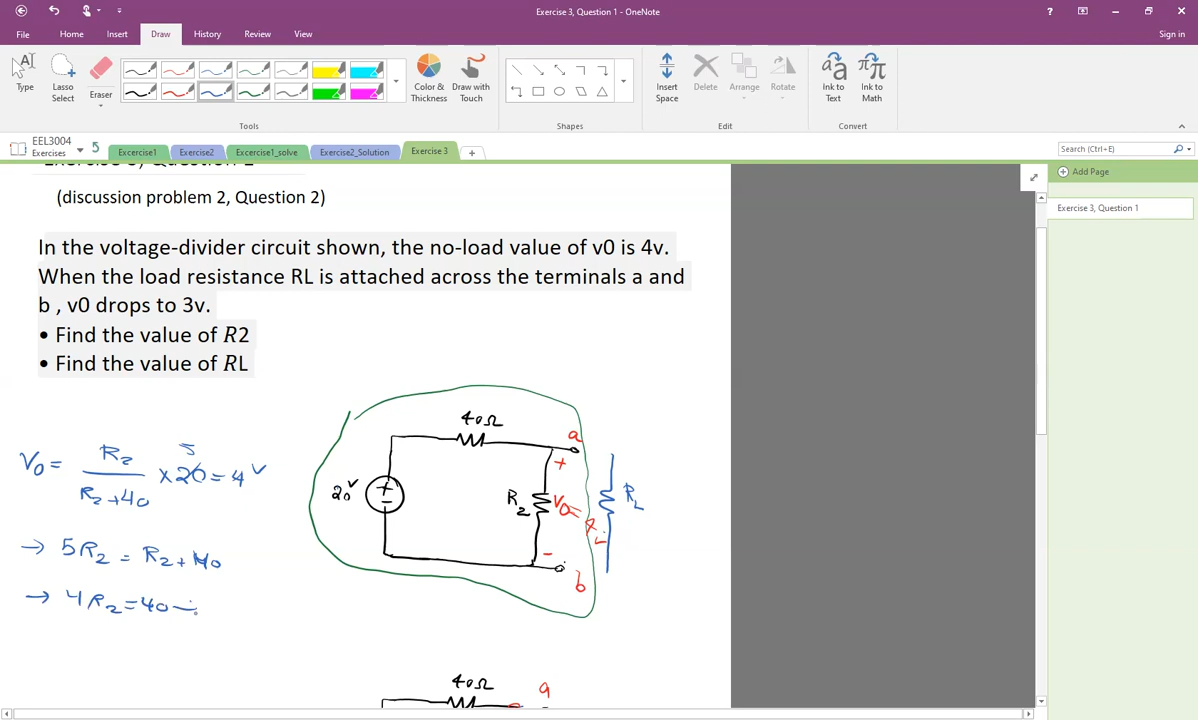 Exercise 3, Question 1 - OneNote
File Home Insert Draw History Review View
Sign in
Type
Lasso Select
Eraser
Color & Thickness
Draw with Touch
Insert Space
Delete
Arrange
Rotate
Ink to Text
Ink to Math
Tools Shapes Edit Convert
EEL3004 Exercises
Excercise1 Exercise2 Excercise1_solve Exercise2_Solution Exercise 3
Search (Ctrl+E)
Add Page
Exercise 3, Question 1
(discussion problem 2, Question 2)
In the voltage-divider circuit shown, the no-load value of v0 is 4v.
When the load resistance RL is attached across the terminals a and
b , v0 drops to 3v.
• Find the value of R2
• Find the value of RL
40Ω
a
+
20v
R2
V0=
RL
-
b
V0 = R2 / R2+40 × 20 = 4 v
5
→ 5R2 = R2+40
→ 4R2 = 40
40Ω
a